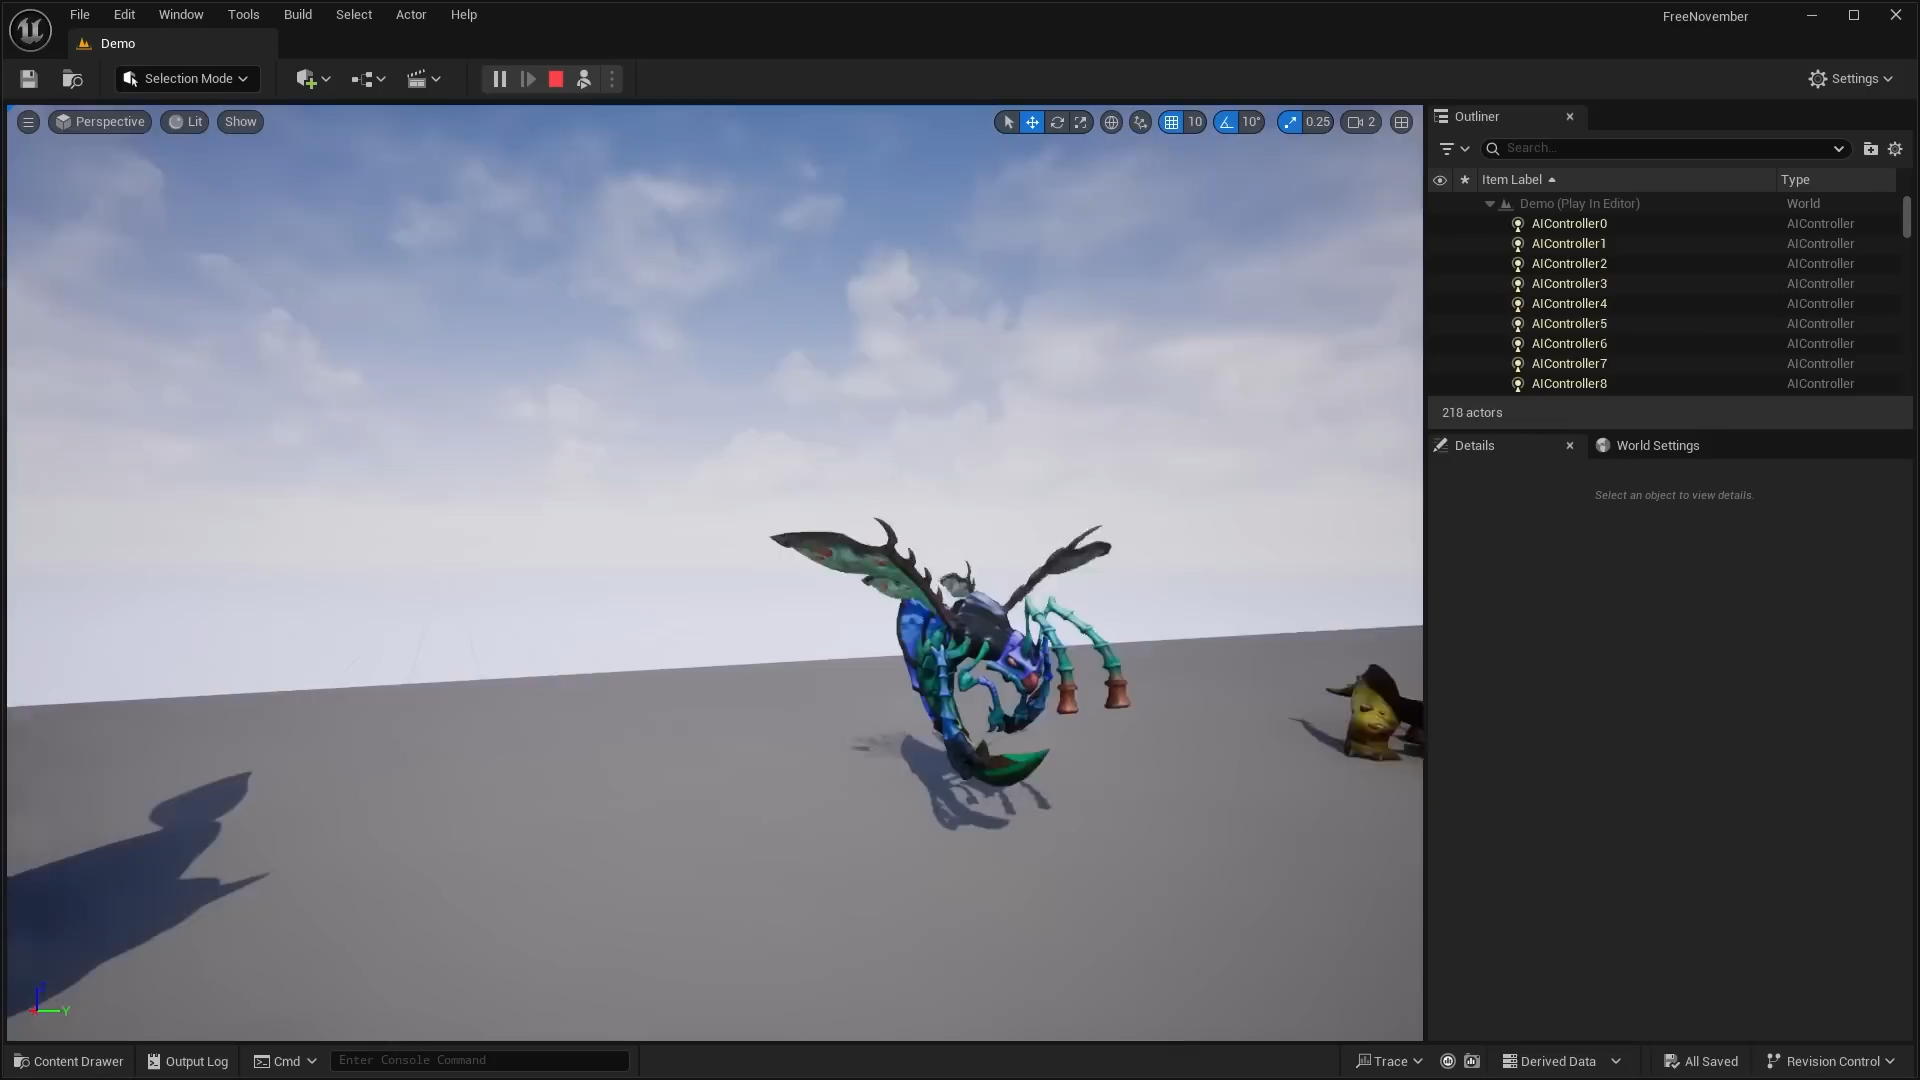 File Edit Window Tools Build Select Actor Help
FreeNovember
Demo
Selection Mode
Settings
Perspective Lit Show
10 10° 0.25 2
Outliner
Search...
Item Label Type
Demo (Play In Editor) World
AIController0 AIController
AIController1 AIController
AIController2 AIController
AIController3 AIController
AIController4 AIController
AIController5 AIController
AIController6 AIController
AIController7 AIController
AIController8 AIController
218 actors
Details World Settings
Select an object to view details.
Y
Content Drawer Output Log Cmd Enter Console Command Trace Derived Data All Saved Revision Control